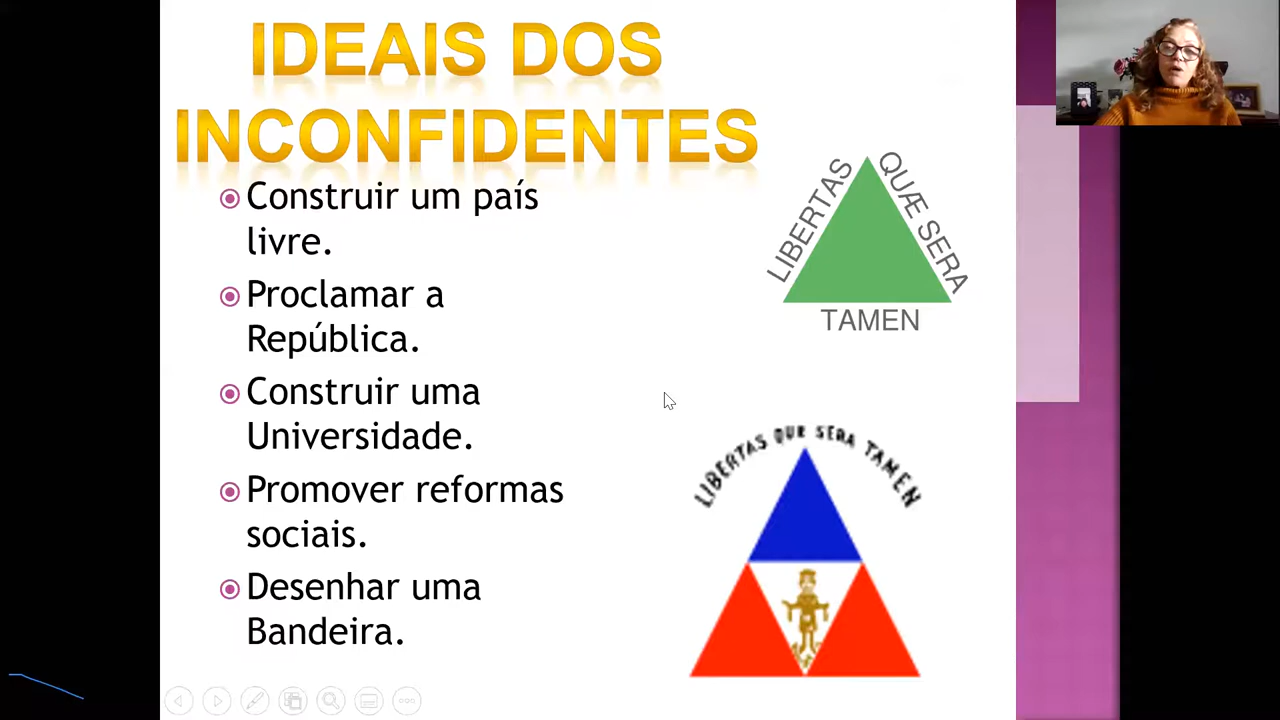 IDEAIS DOS
INCONFIDENTES
Construir um país
livre.
Proclamar a
República.
Construir uma
Universidade.
Promover reformas
sociais.
Desenhar uma
Bandeira.
LIBERTAS
QUÆ SERA
TAMEN
LIBERTAS QUE SERA TAMEN